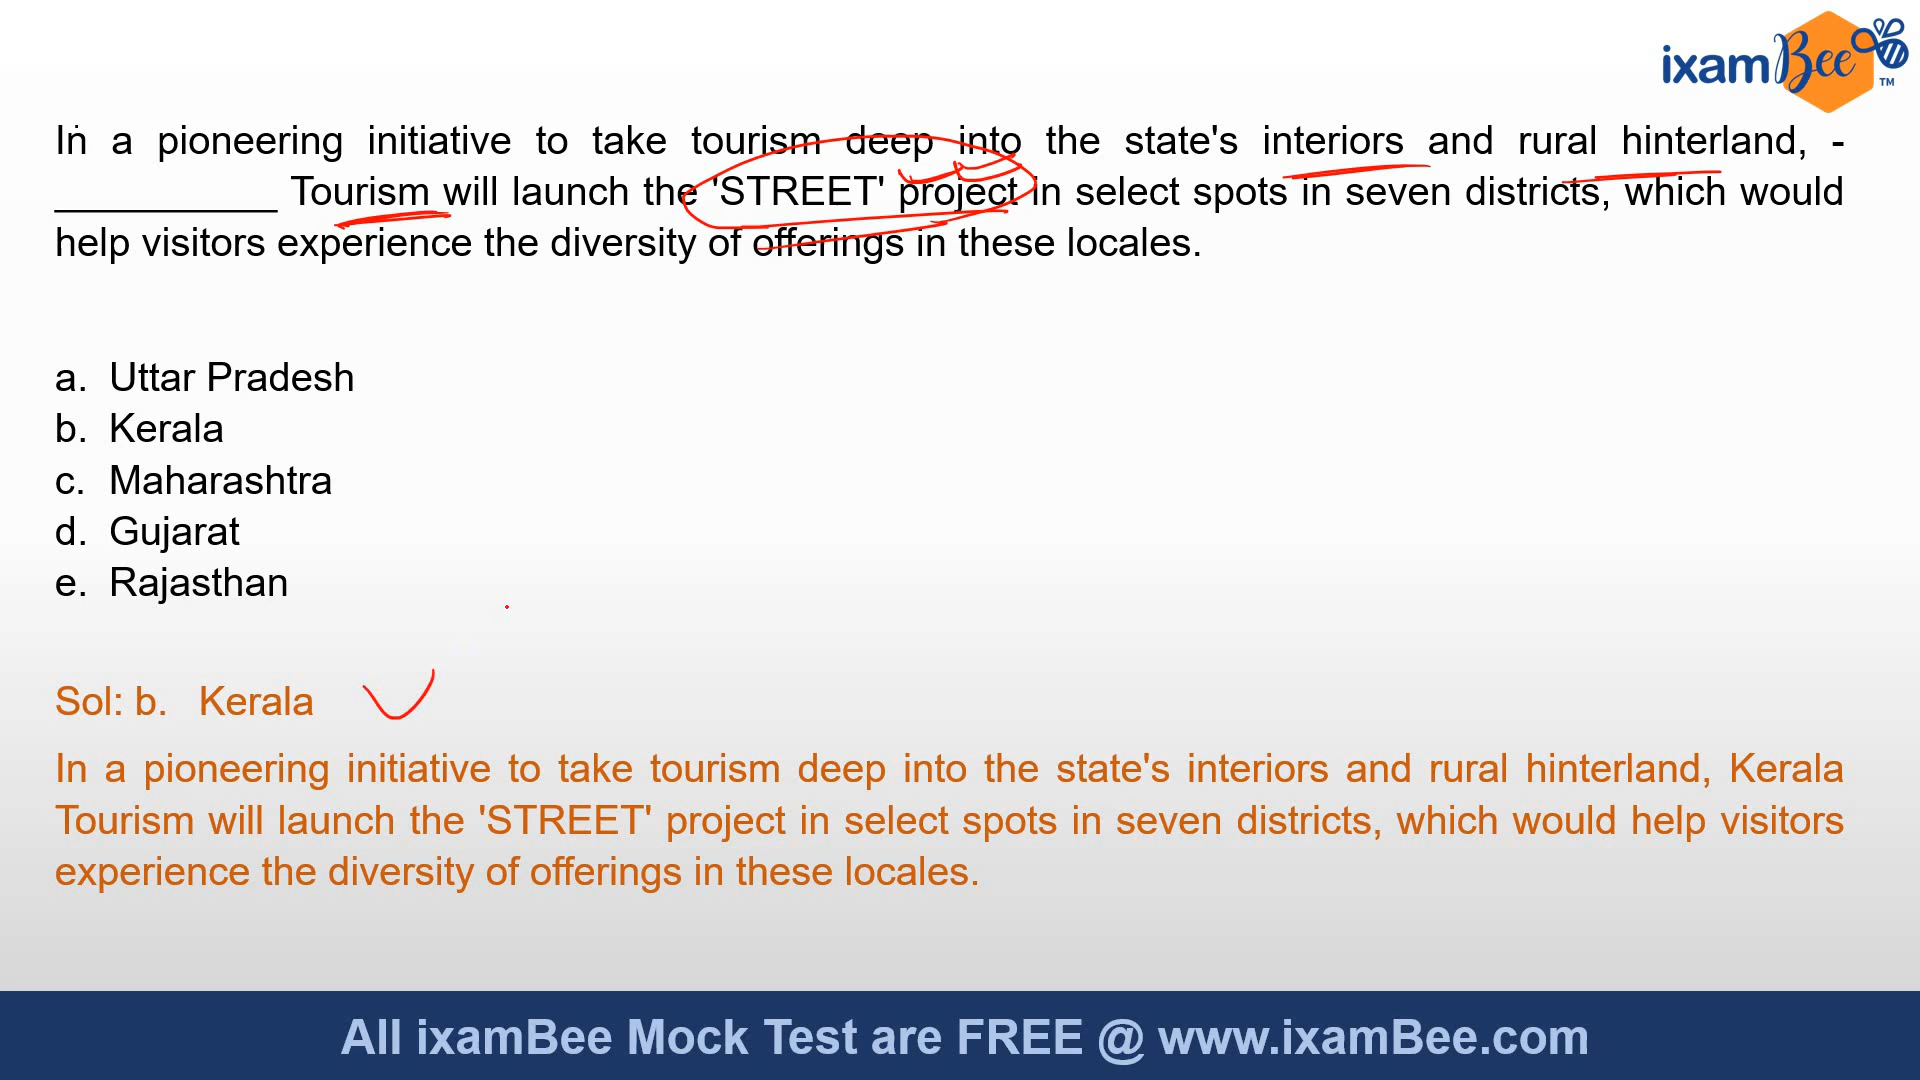 ixamBee
TM
In a pioneering initiative to take tourism deep into the state's interiors and rural hinterland, -
__________ Tourism will launch the 'STREET' project in select spots in seven districts, which would
help visitors experience the diversity of offerings in these locales.
a. Uttar Pradesh
b. Kerala
c. Maharashtra
d. Gujarat
e. Rajasthan
Sol: b. Kerala
In a pioneering initiative to take tourism deep into the state's interiors and rural hinterland, Kerala
Tourism will launch the 'STREET' project in select spots in seven districts, which would help visitors
experience the diversity of offerings in these locales.
All ixamBee Mock Test are FREE @ www.ixamBee.com